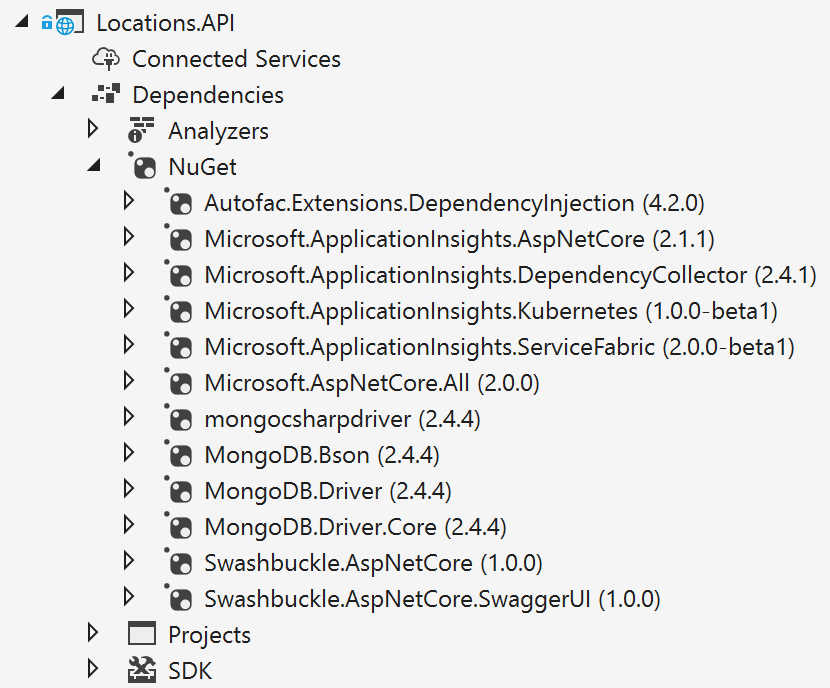 Locations.API
Connected Services
Dependencies
Analyzers
NuGet
Autofac.Extensions.DependencyInjection (4.2.0)
Microsoft.ApplicationInsights.AspNetCore (2.1.1)
Microsoft.ApplicationInsights.DependencyCollector (2.4.1)
Microsoft.ApplicationInsights.Kubernetes (1.0.0-beta1)
Microsoft.ApplicationInsights.ServiceFabric (2.0.0-beta1)
Microsoft.AspNetCore.All (2.0.0)
mongocsharpdriver (2.4.4)
MongoDB.Bson (2.4.4)
MongoDB.Driver (2.4.4)
MongoDB.Driver.Core (2.4.4)
Swashbuckle.AspNetCore (1.0.0)
Swashbuckle.AspNetCore.SwaggerUI (1.0.0)
Projects
SDK